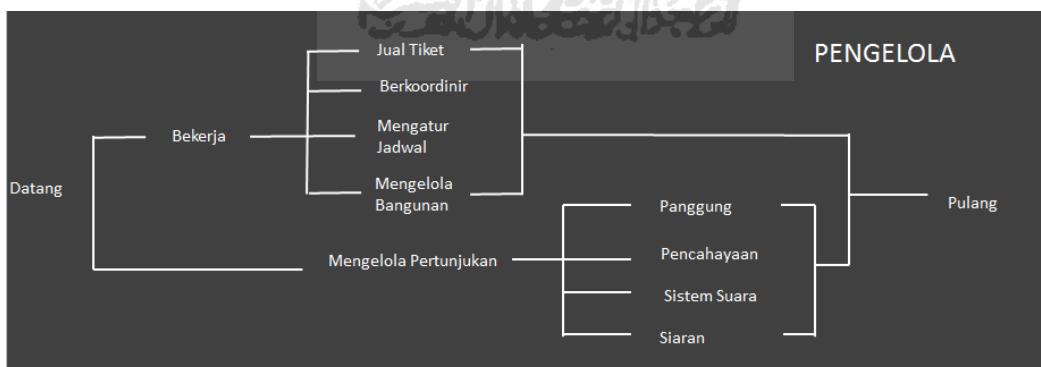 PENGELOLA
Jual Tiket
Berkoordinir
Mengatur
Jadwal
Bekerja
Mengelola
Bangunan
Datang
Panggung
Pulang
Mengelola Pertunjukan
Pencahayaan
Sistem Suara
Siaran